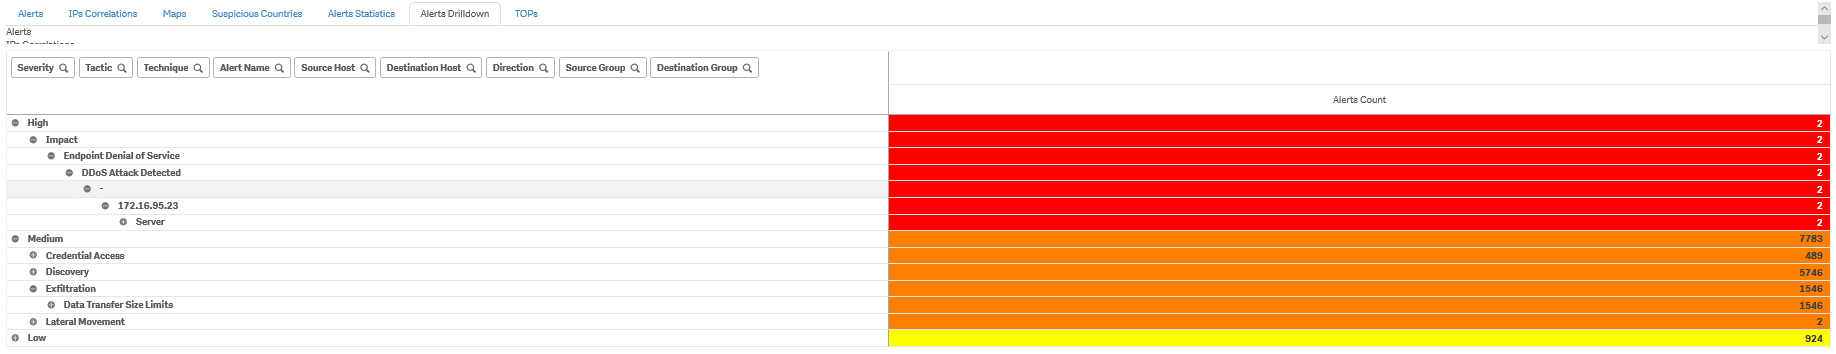 Alerts IPs Correlations Maps Suspicious Countries Alerts Statistics Alerts Drilldown TOPs
Alerts
IPs Correlations
Severity Tactic Technique Alert Name Source Host Destination Host Direction Source Group Destination Group
Alerts Count
High 2
Impact 2
Endpoint Denial of Service 2
DDoS Attack Detected 2
- 2
172.16.95.23 2
Server 2
Medium 7783
Credential Access 489
Discovery 5746
Exfiltration 1546
Data Transfer Size Limits 1546
Lateral Movement 2
Low 924